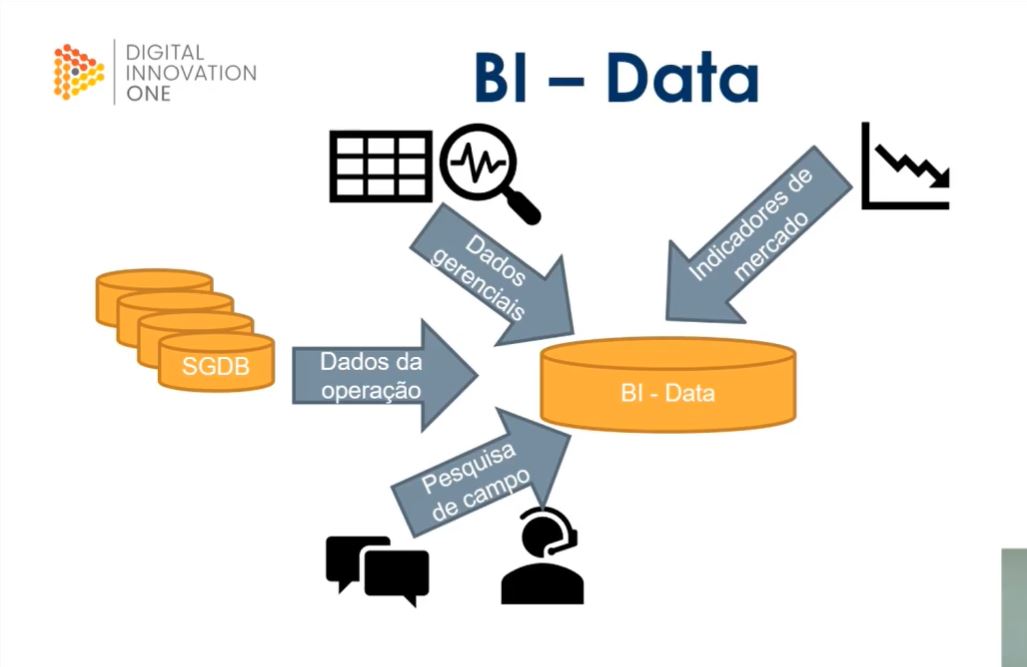 DIGITAL
INNOVATION
ONE
BI – Data
Dados
gerenciais
Indicadores de
mercado
SGDB
Dados da
operação
BI - Data
Pesquisa
de campo